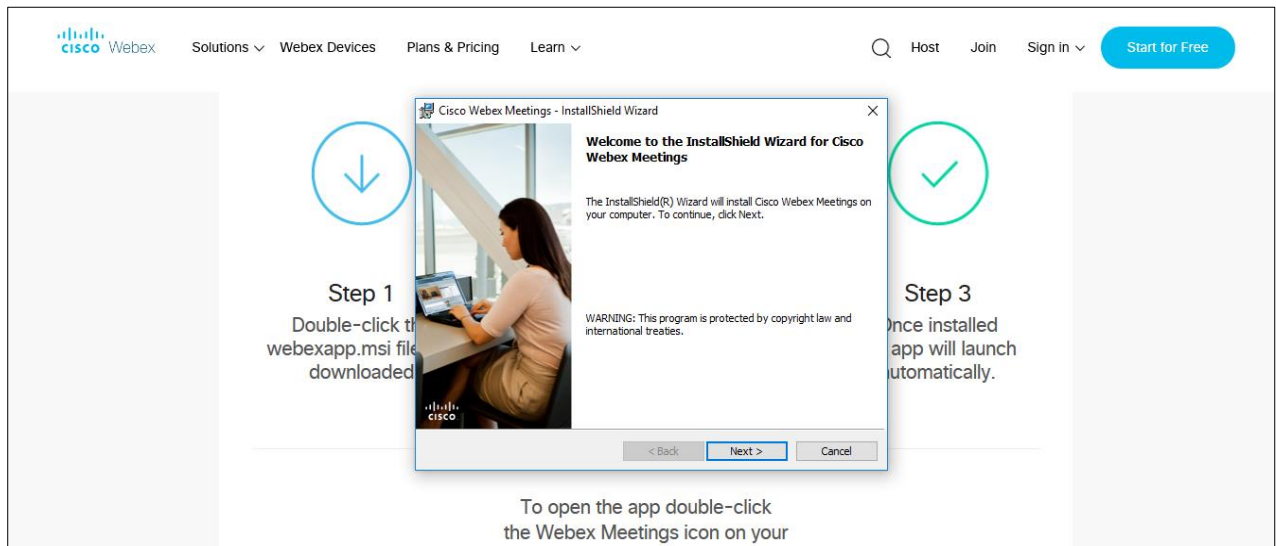 cisco Webex Solutions Webex Devices Plans & Pricing Learn Host Join Sign in Start for Free
Cisco Webex Meetings - InstallShield Wizard
Welcome to the InstallShield Wizard for Cisco
Webex Meetings
The InstallShield(R) Wizard will install Cisco Webex Meetings on
your computer. To continue, click Next.
WARNING: This program is protected by copyright law and
international treaties.
cisco
< Back Next > Cancel
Step 1
Double-click
webexapp.msi
downloaded
Step 3
installed
app will launch
To open the app double-click
the Webex Meetings icon on your